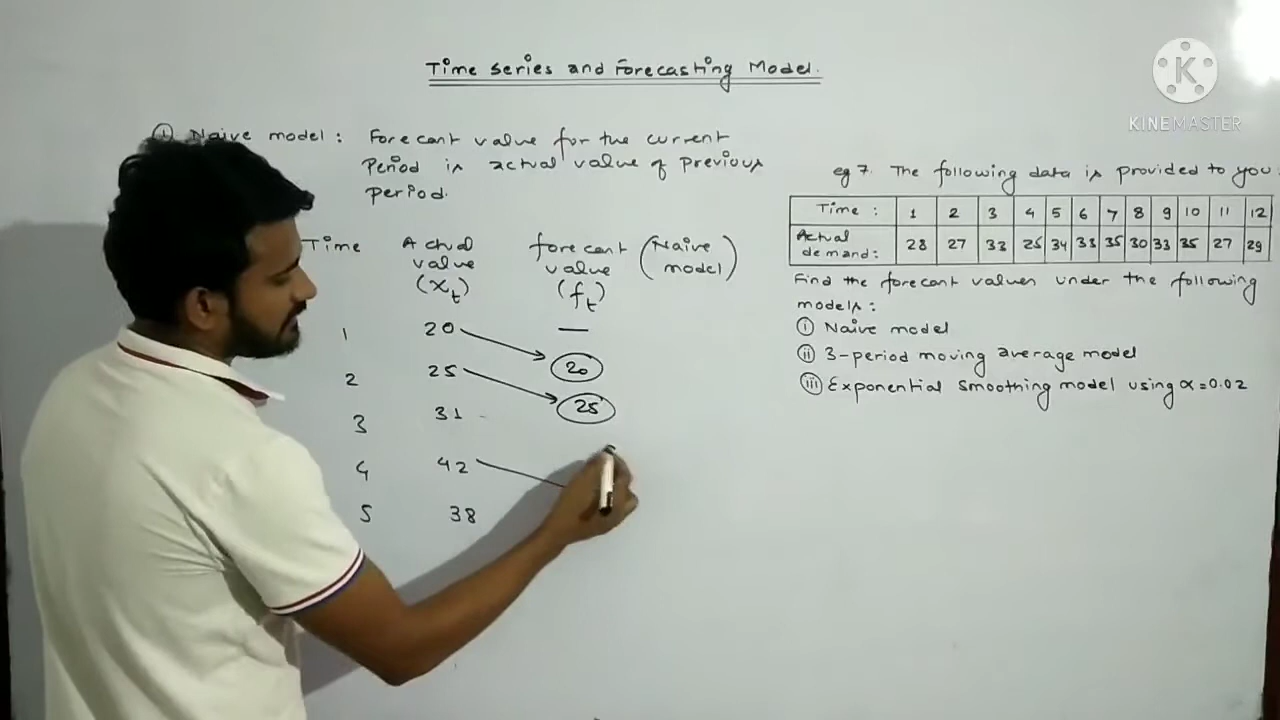 Time Series and Forecasting Model.
① Naive model : Forecast value for the current
Period is actual value of previous
period.
Time Actual value (x_t) forecast value (f_t) (Naive model)
1 20 —
2 25 20
3 31 25
4 42
5 38
eg 7. The following data is provided to you
Time : 1 2 3 4 5 6 7 8 9 10 11 12
Actual demand : 28 27 33 25 34 33 35 30 33 35 27 29
Find the forecast values under the following
models :
(i) Naive model
(ii) 3-period moving average model
(iii) Exponential smoothing model using α = 0.02
KINEMASTER
K